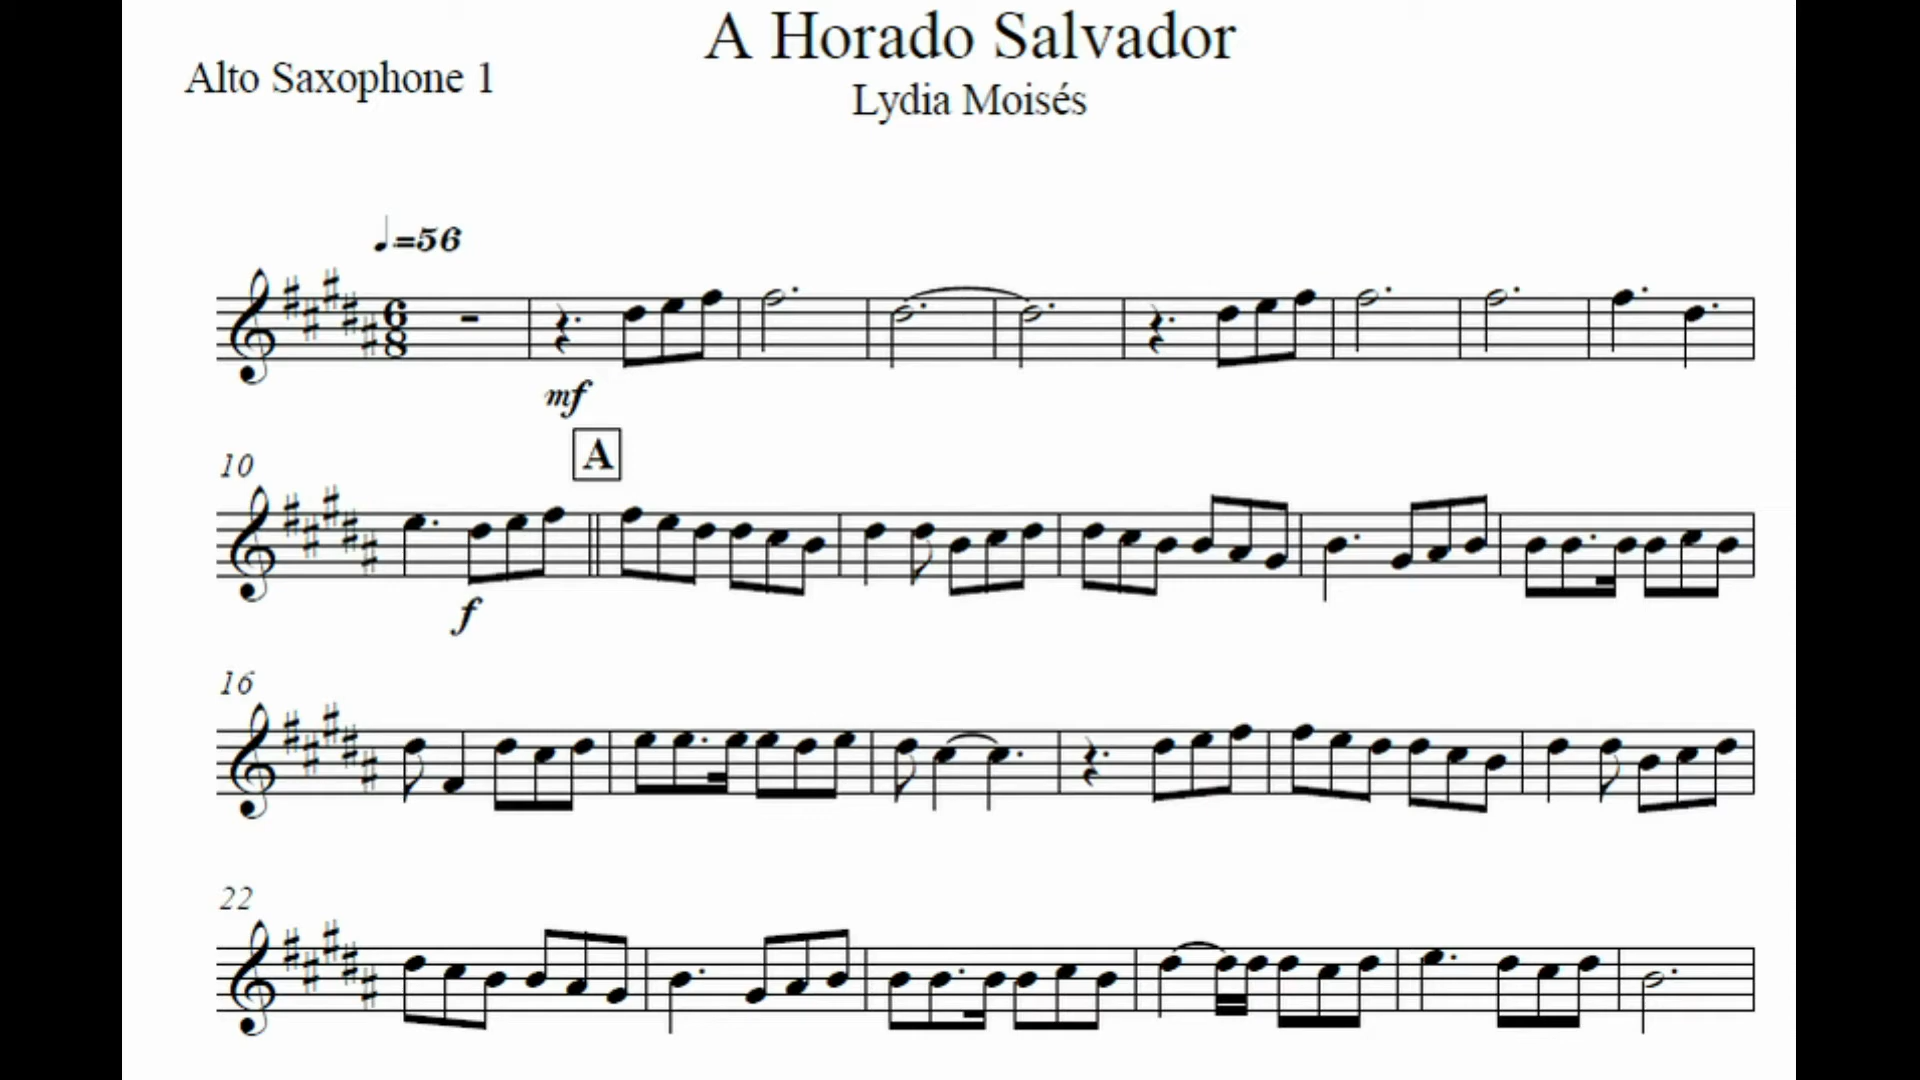 A Horado Salvador
Alto Saxophone 1
Lydia Moisés
♩.=56
6
8
mf
10
A
f
16
22